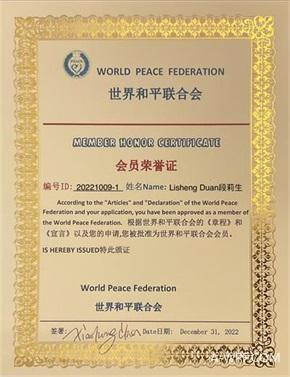 PEACE
WORLD PEACE FEDERATION
世界和平联合会
MEMBER HONOR CERTIFICATE
会员荣誉证
编号ID: 20221009-1 姓名Name: Lisheng Duan段莉生
According to the "Articles" and "Declaration" of the World Peace
Federation and your application, you have been approved as a member of
the World Peace Federation. 根据世界和平联合会的《章程》和
《宣言》以及您的申请,您被批准为世界和平联合会会员。
IS HEREBY ISSUED特此颁证
World Peace Federation
世界和平联合会
签署: Date日期: December 31, 2022